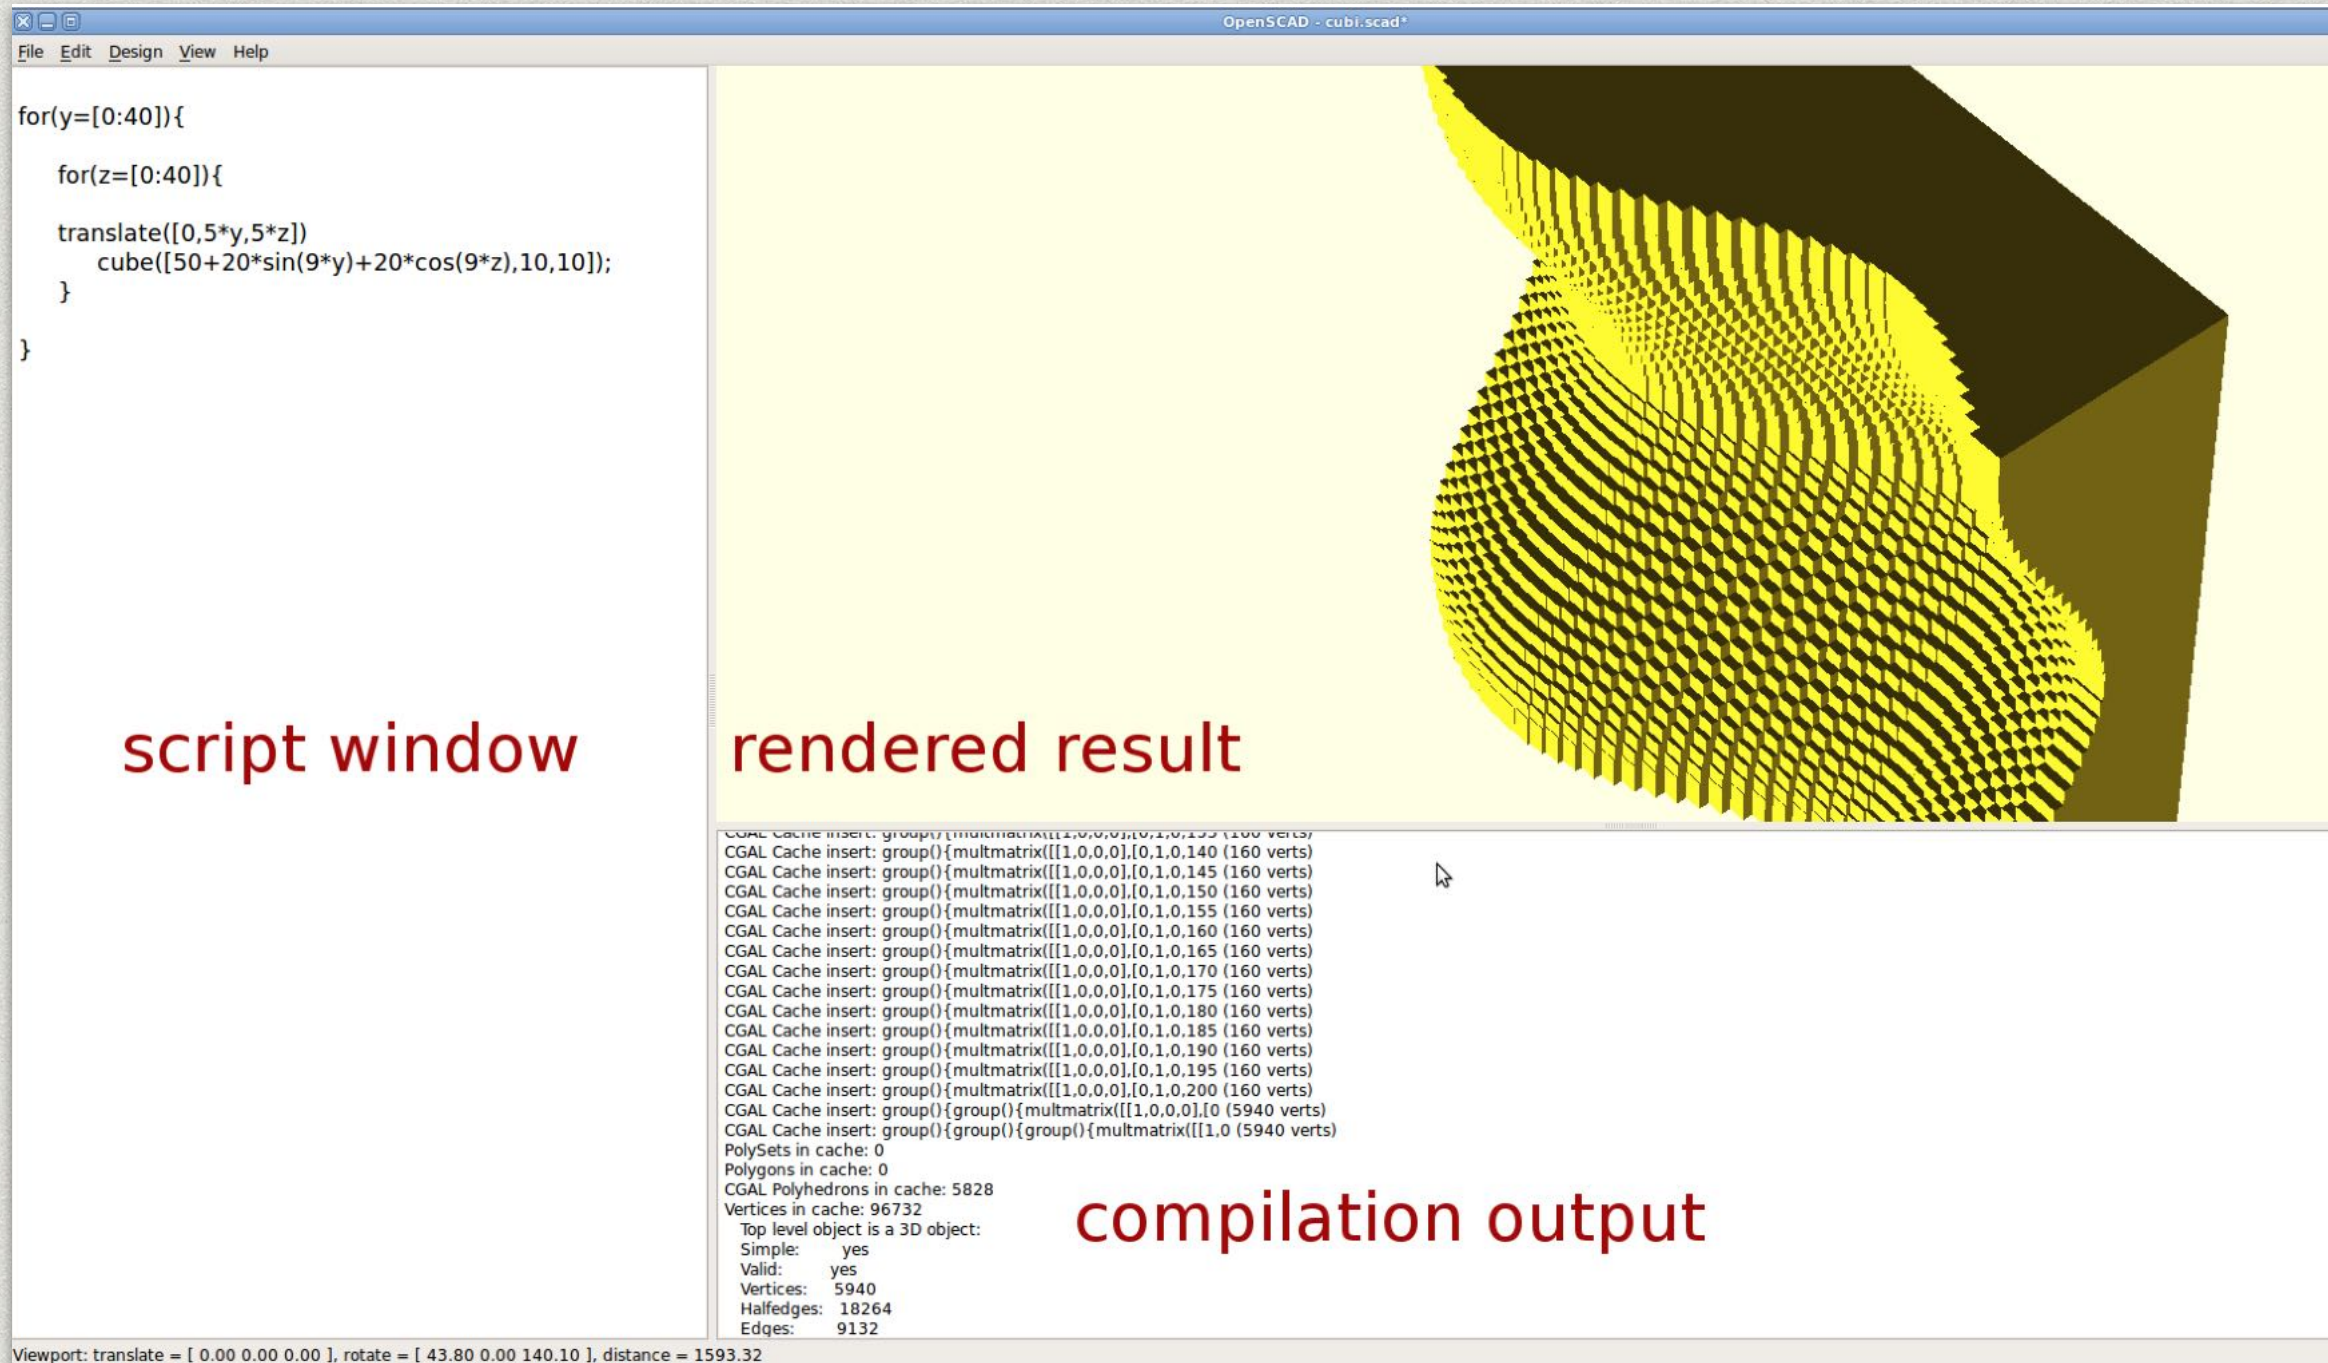 OpenSCAD - cubi.scad*
File Edit Design View Help
for(y=[0:40]){
for(z=[0:40]){
translate([0,5*y,5*z])
cube([50+20*sin(9*y)+20*cos(9*z),10,10]);
}
}
script window
rendered result
CGAL Cache insert: group(){multmatrix([[1,0,0,0],[0,1,0,135 (160 verts)
CGAL Cache insert: group(){multmatrix([[1,0,0,0],[0,1,0,140 (160 verts)
CGAL Cache insert: group(){multmatrix([[1,0,0,0],[0,1,0,145 (160 verts)
CGAL Cache insert: group(){multmatrix([[1,0,0,0],[0,1,0,150 (160 verts)
CGAL Cache insert: group(){multmatrix([[1,0,0,0],[0,1,0,155 (160 verts)
CGAL Cache insert: group(){multmatrix([[1,0,0,0],[0,1,0,160 (160 verts)
CGAL Cache insert: group(){multmatrix([[1,0,0,0],[0,1,0,165 (160 verts)
CGAL Cache insert: group(){multmatrix([[1,0,0,0],[0,1,0,170 (160 verts)
CGAL Cache insert: group(){multmatrix([[1,0,0,0],[0,1,0,175 (160 verts)
CGAL Cache insert: group(){multmatrix([[1,0,0,0],[0,1,0,180 (160 verts)
CGAL Cache insert: group(){multmatrix([[1,0,0,0],[0,1,0,185 (160 verts)
CGAL Cache insert: group(){multmatrix([[1,0,0,0],[0,1,0,190 (160 verts)
CGAL Cache insert: group(){multmatrix([[1,0,0,0],[0,1,0,195 (160 verts)
CGAL Cache insert: group(){multmatrix([[1,0,0,0],[0,1,0,200 (160 verts)
CGAL Cache insert: group(){group(){multmatrix([[1,0,0,0],[0 (5940 verts)
CGAL Cache insert: group(){group(){group(){multmatrix([[1,0 (5940 verts)
PolySets in cache: 0
Polygons in cache: 0
CGAL Polyhedrons in cache: 5828
Vertices in cache: 96732
Top level object is a 3D object:
Simple: yes
Valid: yes
Vertices: 5940
Halfedges: 18264
Edges: 9132
compilation output
Viewport: translate = [ 0.00 0.00 0.00 ], rotate = [ 43.80 0.00 140.10 ], distance = 1593.32